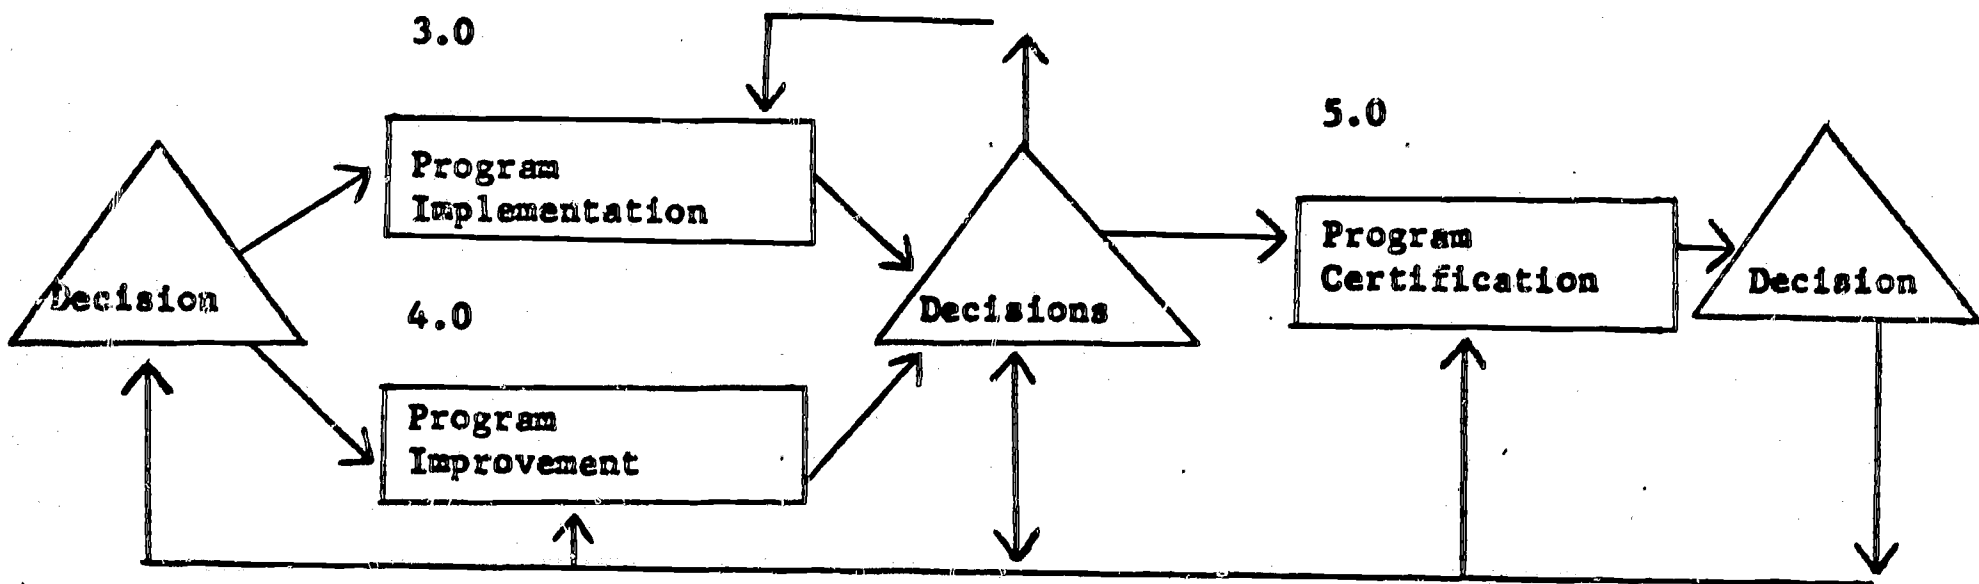 3.0
Program
Implementation
Decision
4.0
Program
Improvement
Decisions
5.0
Program
Certification
Decision